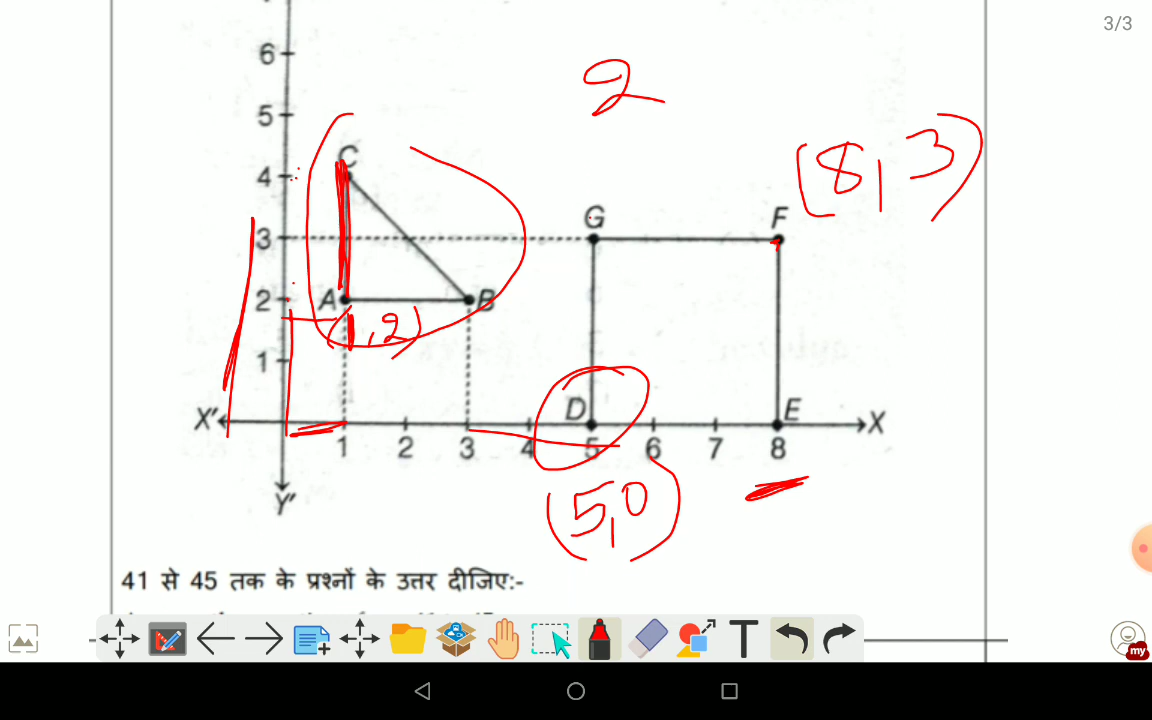 3/3
6
2
5
C
4
(8, 3)
G
F
3
2
A
B
(1, 2)
1
D
E
X'
X
1 2 3 4 5 6 7 8
Y'
(5, 0)
41 से 45 तक के प्रश्नों के उत्तर दीजिए:-
T
my